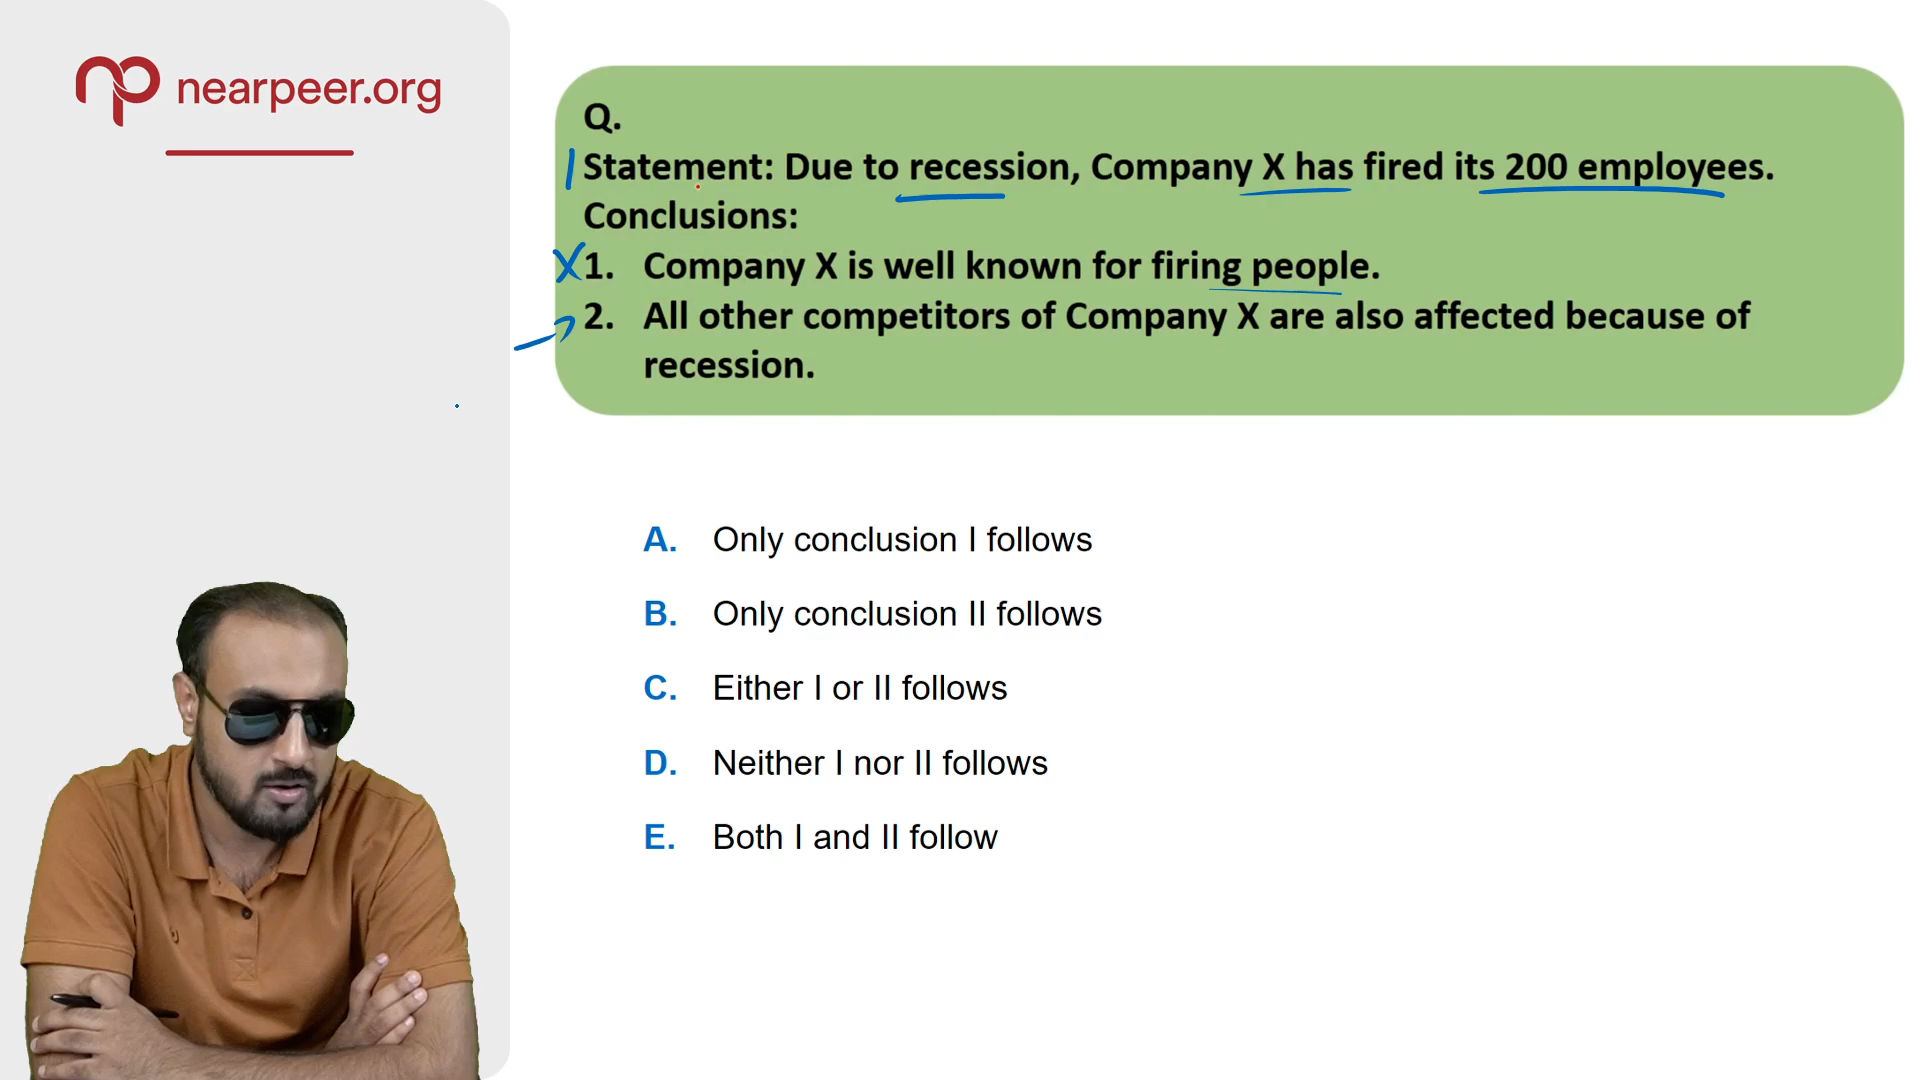 nearpeer.org
Q.
Statement: Due to recession, Company X has fired its 200 employees.
Conclusions:
1. Company X is well known for firing people.
2. All other competitors of Company X are also affected because of
recession.
A. Only conclusion I follows
B. Only conclusion II follows
C. Either I or II follows
D. Neither I nor II follows
E. Both I and II follow